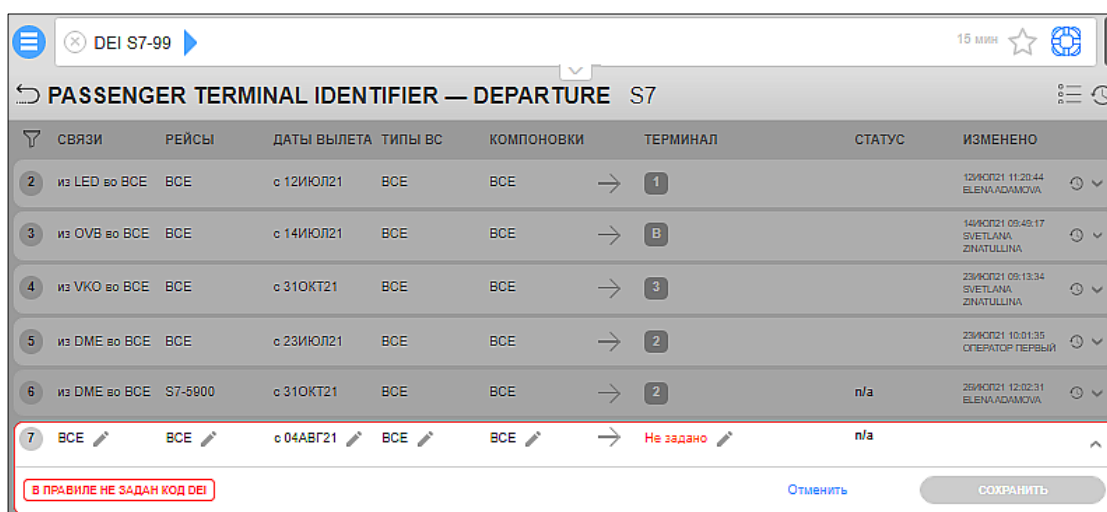 DEI S7-99 15 мин
PASSENGER TERMINAL IDENTIFIER — DEPARTURE S7
СВЯЗИ РЕЙСЫ ДАТЫ ВЫЛЕТА ТИПЫ ВС КОМПОНОВКИ ТЕРМИНАЛ СТАТУС ИЗМЕНЕНО
2 из LED во ВСЕ ВСЕ с 12ИЮЛ21 ВСЕ ВСЕ 1 12ИЮЛ21 11:20:44
ELENA ADAMOVA
3 из OVB во ВСЕ ВСЕ с 14ИЮЛ21 ВСЕ ВСЕ B 14ИЮЛ21 09:49:17
SVETLANA
ZINATULLINA
4 из VKO во ВСЕ ВСЕ с 31ОКТ21 ВСЕ ВСЕ 3 23ИЮЛ21 09:13:34
SVETLANA
ZINATULLINA
5 из DME во ВСЕ ВСЕ с 23ИЮЛ21 ВСЕ ВСЕ 2 23ИЮЛ21 10:01:35
ОПЕРАТОР ПЕРВЫЙ
6 из DME во ВСЕ S7-5900 с 31ОКТ21 ВСЕ ВСЕ 2 n/a 26ИЮЛ21 12:02:31
ELENA ADAMOVA
7 ВСЕ ВСЕ с 04АВГ21 ВСЕ ВСЕ Не задано n/a
В ПРАВИЛЕ НЕ ЗАДАН КОД DEI Отменить СОХРАНИТЬ